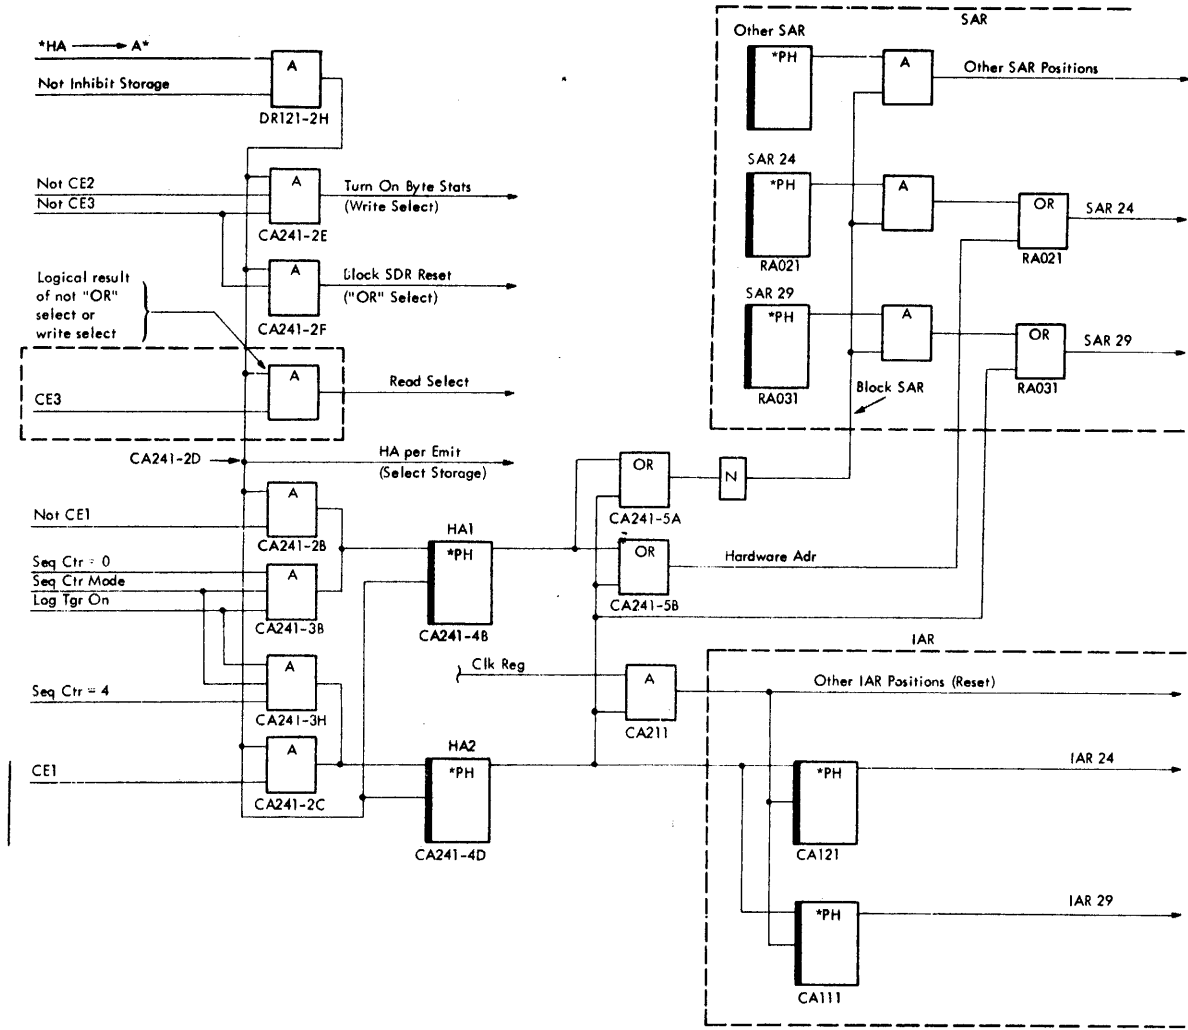 SAR
*HA → A*
Not Inhibit Storage
A
DR121-2H
Other SAR
*PH
A
Other SAR Positions
Not CE2
Not CE3
A
CA241-2E
Turn On Byte Stats
(Write Select)
SAR 24
*PH
RA021
A
OR
RA021
SAR 24
Logical result
of not "OR"
select or
write select
A
CA241-2F
Block SDR Reset
("OR" Select)
SAR 29
*PH
RA031
A
OR
RA031
SAR 29
Block SAR
CE3
A
Read Select
CA241-2D
HA per Emit
(Select Storage)
OR
CA241-5A
N
Not CE1
A
CA241-2B
HA1
*PH
CA241-4B
OR
CA241-5B
Hardware Adr
Seq Ctr = 0
Seq Ctr Mode
Log Tgr On
A
CA241-3B
IAR
Seq Ctr = 4
A
CA241-3H
Clk Reg
A
CA211
Other IAR Positions (Reset)
CE1
A
CA241-2C
HA2
*PH
CA241-4D
*PH
CA121
IAR 24
*PH
CA111
IAR 29